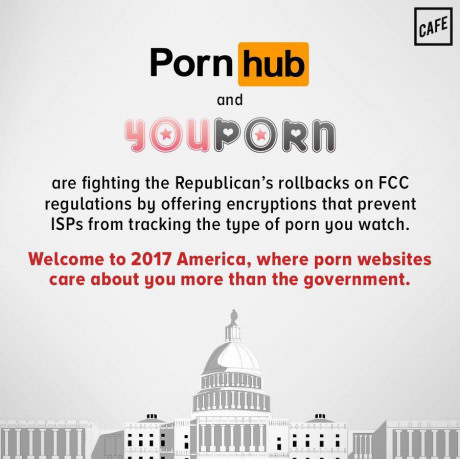 CAFE
Porn hub
and
YOUPORN
are fighting the Republican's rollbacks on FCC
regulations by offering encryptions that prevent
ISPs from tracking the type of porn you watch.
Welcome to 2017 America, where porn websites
care about you more than the government.